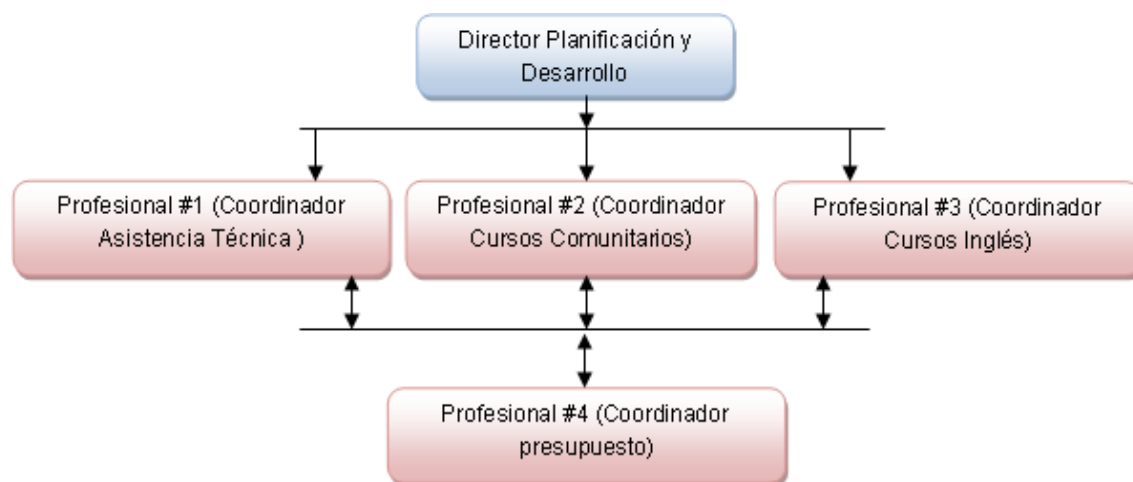 Director Planificación y
Desarrollo
Profesional #1 (Coordinador
Asistencia Técnica )
Profesional #2 (Coordinador
Cursos Comunitarios)
Profesional #3 (Coordinador
Cursos Inglés)
Profesional #4 (Coordinador
presupuesto)